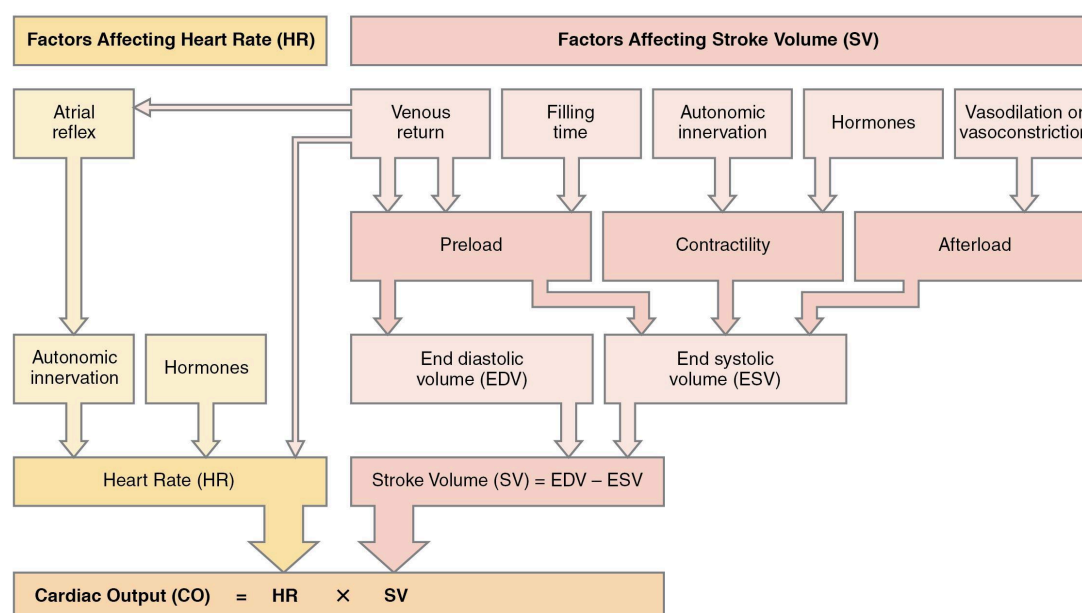 Factors Affecting Heart Rate (HR)
Factors Affecting Stroke Volume (SV)
Atrial
reflex
Venous
return
Filling
time
Autonomic
innervation
Hormones
Vasodilation or
vasoconstriction
Preload
Contractility
Afterload
Autonomic
innervation
Hormones
End diastolic
volume (EDV)
End systolic
volume (ESV)
Heart Rate (HR)
Stroke Volume (SV) = EDV – ESV
Cardiac Output (CO) = HR × SV